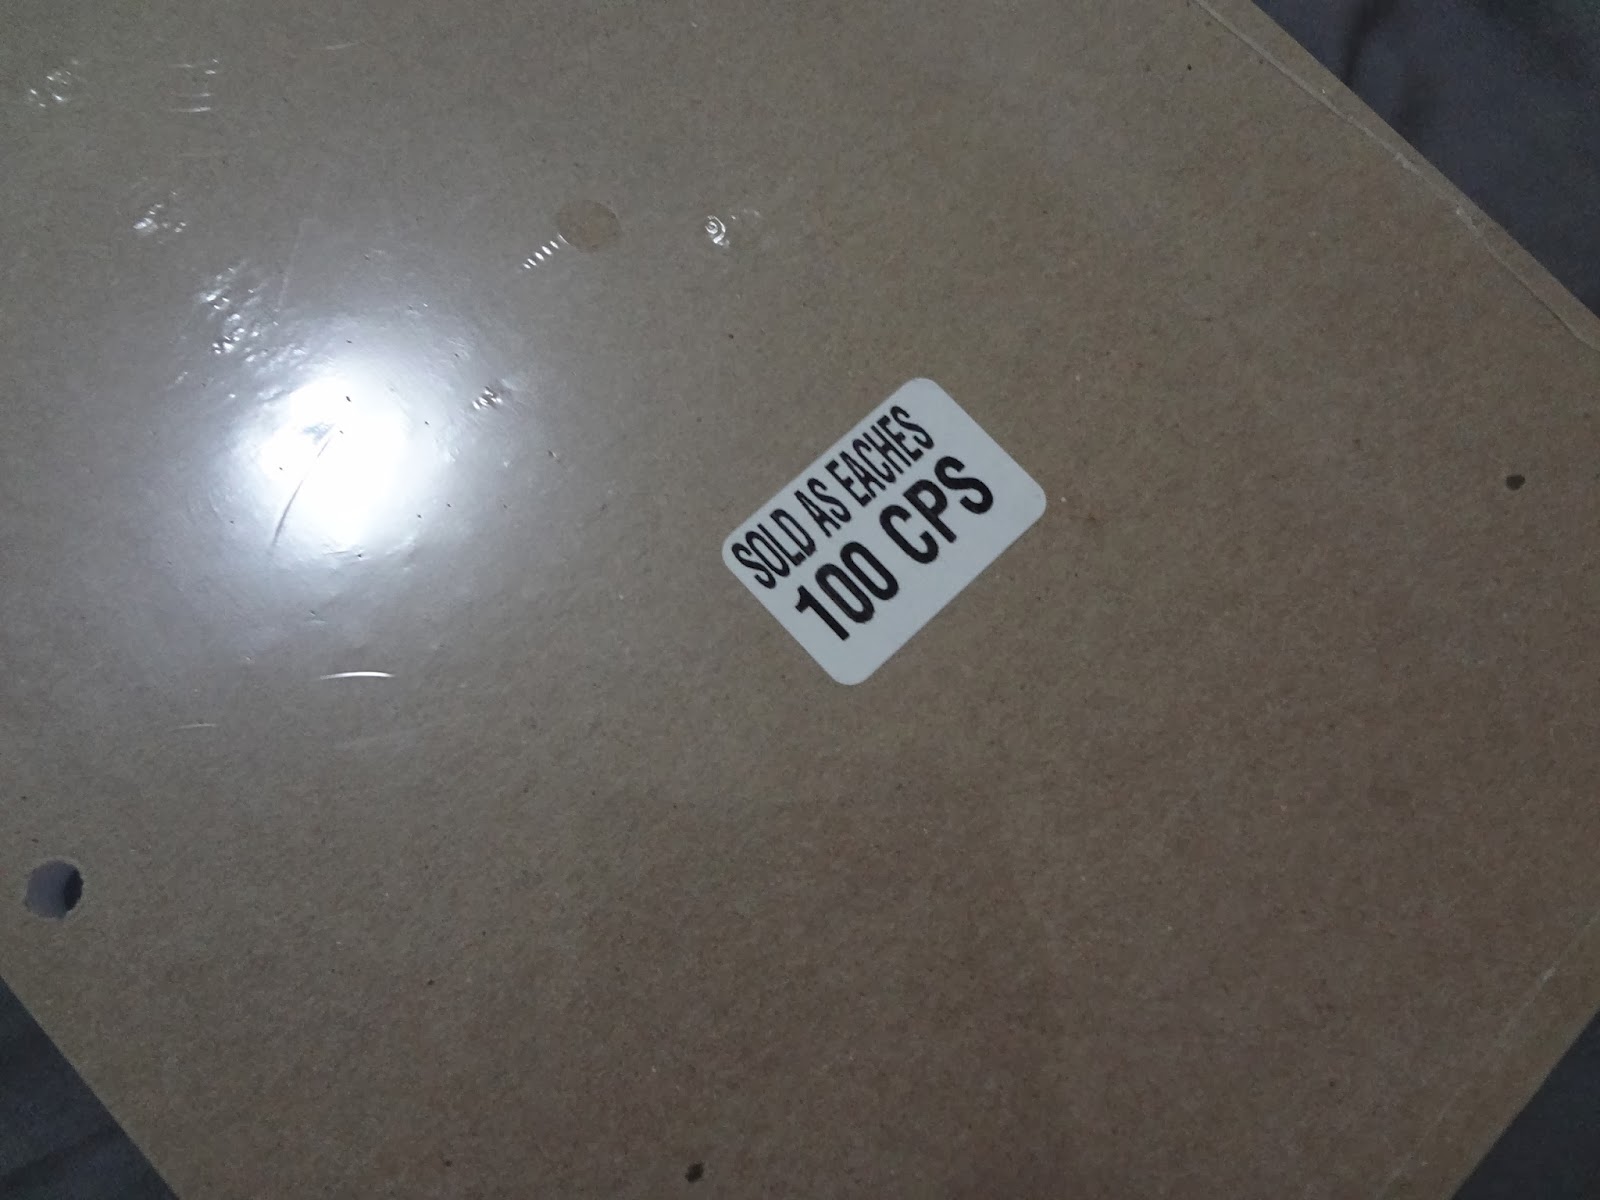 SOLD AS EACHES
100 CPS